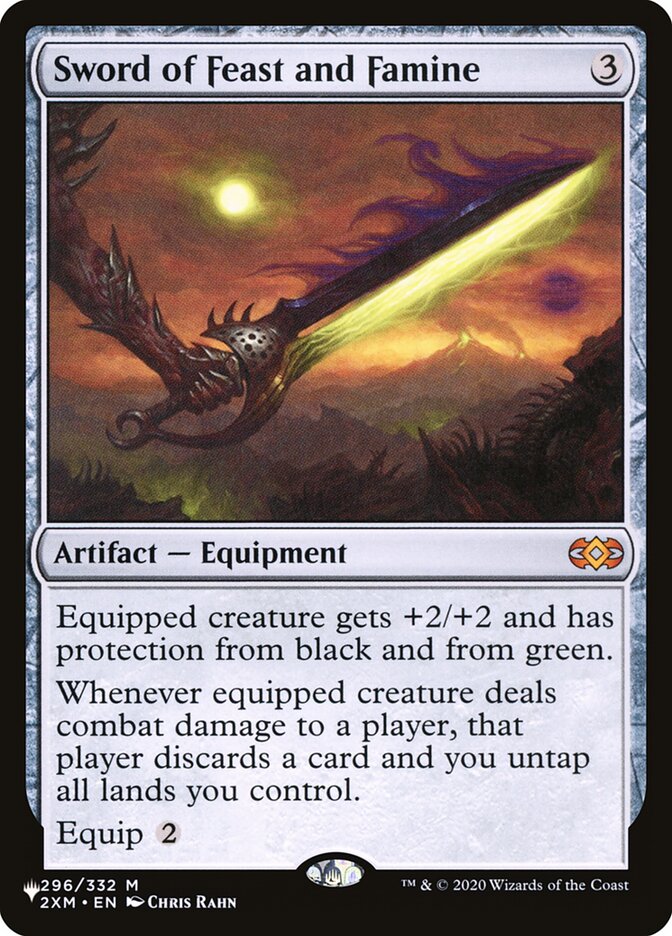 Sword of Feast and Famine 3
Artifact — Equipment
Equipped creature gets +2/+2 and has
protection from black and from green.
Whenever equipped creature deals
combat damage to a player, that
player discards a card and you untap
all lands you control.
Equip 2
296/332 M
2XM • EN Chris Rahn
™ & © 2020 Wizards of the Coast